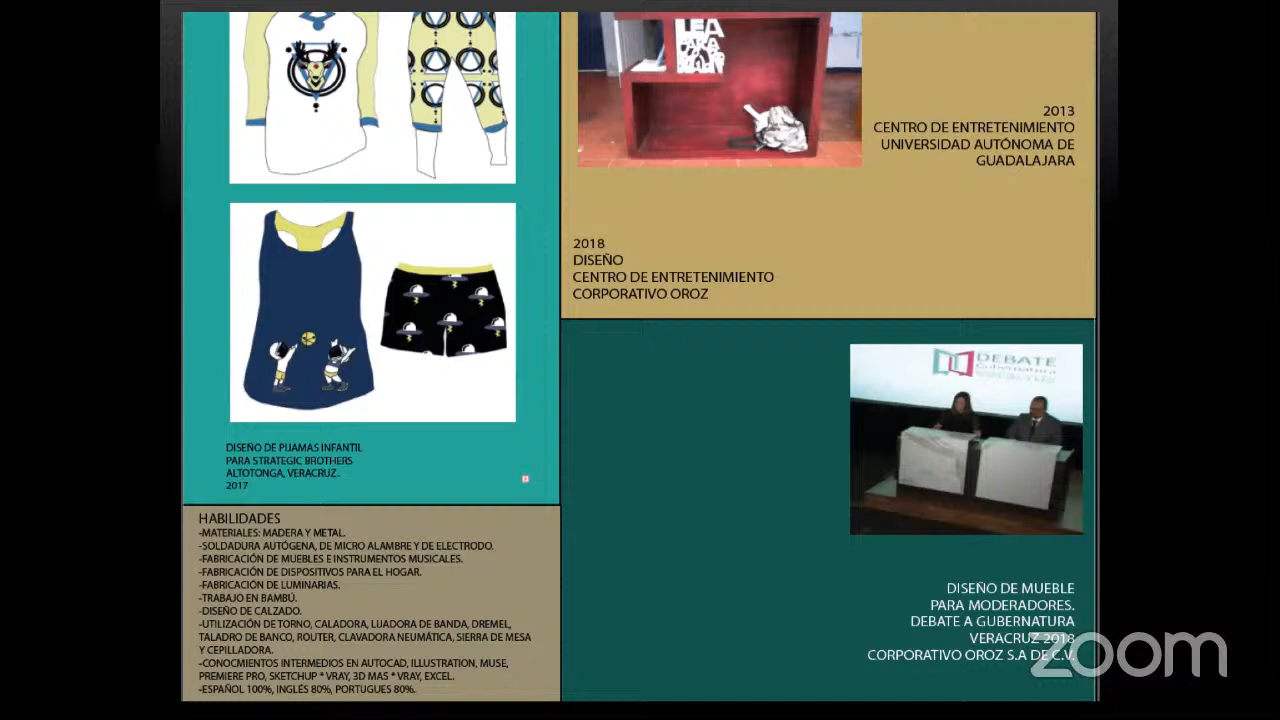 LEA
PARA
2013
CENTRO DE ENTRETENIMIENTO
UNIVERSIDAD AUTÓNOMA DE
GUADALAJARA
2018
DISEÑO
CENTRO DE ENTRETENIMIENTO
CORPORATIVO OROZ
DISEÑO DE PIJAMAS INFANTIL
PARA STRATEGIC BROTHERS
ALTOTONGA, VERACRUZ.
2017
HABILIDADES
-MATERIALES: MADERA Y METAL.
-SOLDADURA AUTÓGENA, DE MICRO ALAMBRE Y DE ELECTRODO.
-FABRICACIÓN DE MUEBLES E INSTRUMENTOS MUSICALES.
-FABRICACIÓN DE DISPOSITIVOS PARA EL HOGAR.
-FABRICACIÓN DE LUMINARIAS.
-TRABAJO EN BAMBÚ.
-DISEÑO DE CALZADO.
-UTILIZACIÓN DE TORNO, CALADORA, LIJADORA DE BANDA, DREMEL,
TALADRO DE BANCO, ROUTER, CLAVADORA NEUMÁTICA, SIERRA DE MESA
Y CEPILLADORA.
-CONOCMIENTOS INTERMEDIOS EN AUTOCAD, ILLUSTRATION, MUSE,
PREMIERE PRO, SKETCHUP * VRAY, 3D MAS * VRAY, EXCEL.
-ESPAÑOL 100%, INGLÉS 80%, PORTUGUES 80%.
DEBATE
Gubernatura
DISEÑO DE MUEBLE
PARA MODERADORES.
DEBATE A GUBERNATURA
VERACRUZ 2018
CORPORATIVO OROZ S.A DE C.V.
zoom